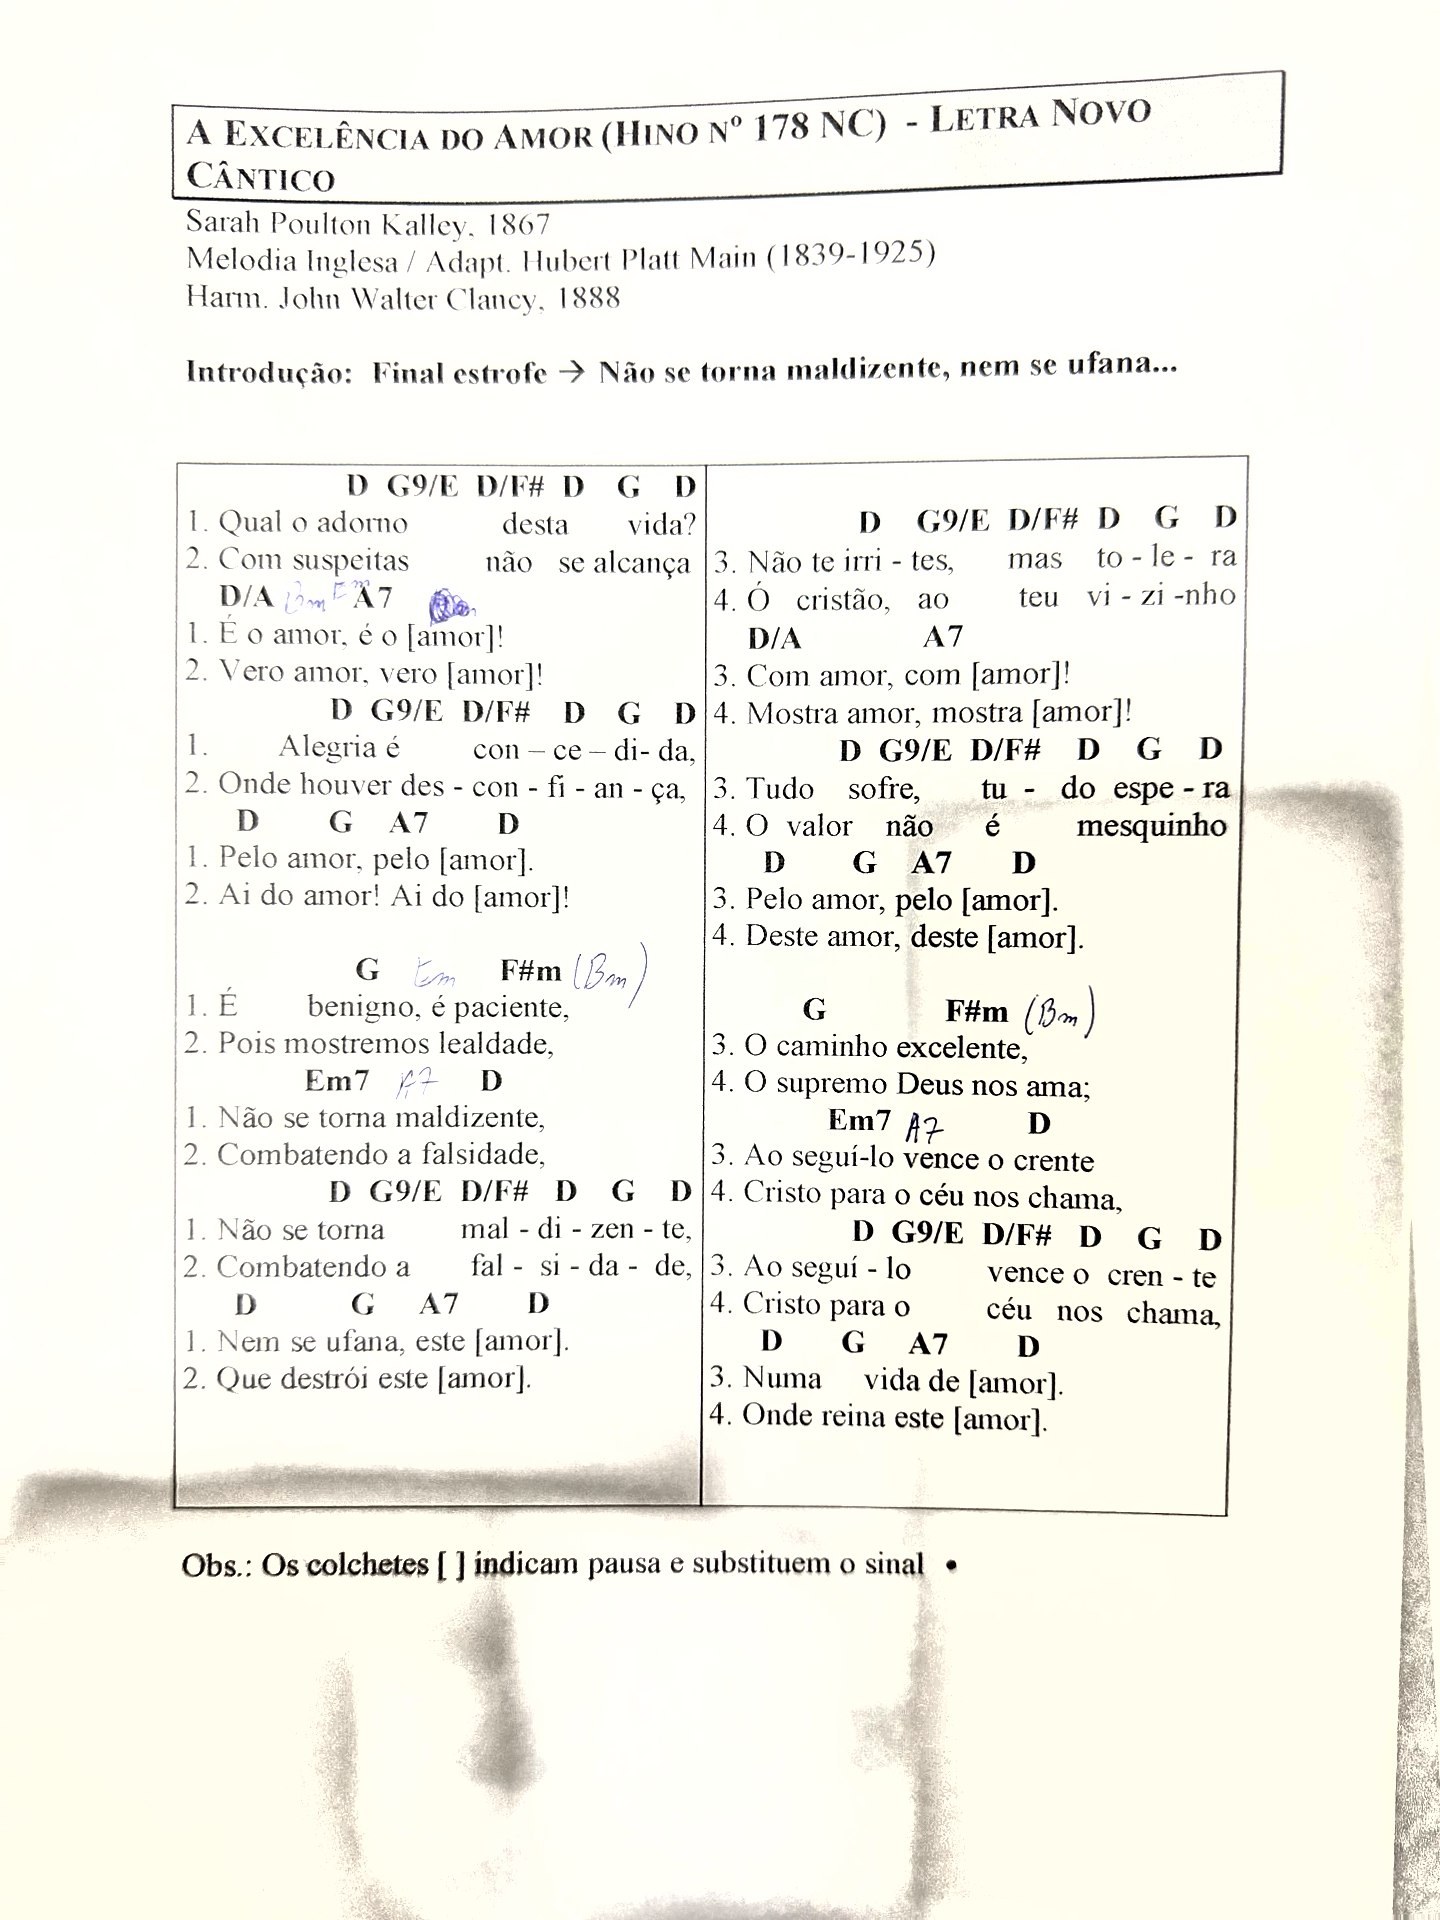 A EXCELÊNCIA DO AMOR (HINO Nº 178 NC) - LETRA NOVO
CÂNTICO
Sarah Poulton Kalley, 1867
Melodia Inglesa / Adapt. Hubert Platt Main (1839-1925)
Harm. John Walter Clancy, 1888
Introdução: Final estrofe → Não se torna maldizente, nem se ufana...
D G9/E D/F# D G D
1. Qual o adorno desta vida?
2. Com suspeitas não se alcança
D/A Bm Em A7
1. É o amor, é o [amor]!
2. Vero amor, vero [amor]!
D G9/E D/F# D G D
1. Alegria é con – ce – di- da,
2. Onde houver des - con - fi - an - ça,
D G A7 D
1. Pelo amor, pelo [amor].
2. Ai do amor! Ai do [amor]!
G Em F#m (Bm)
1. É benigno, é paciente,
2. Pois mostremos lealdade,
Em7 A7 D
1. Não se torna maldizente,
2. Combatendo a falsidade,
D G9/E D/F# D G D
1. Não se torna mal - di - zen - te,
2. Combatendo a fal - si - da - de,
D G A7 D
1. Nem se ufana, este [amor].
2. Que destrói este [amor].
D G9/E D/F# D G D
3. Não te irri - tes, mas to - le - ra
4. Ó cristão, ao teu vi - zi -nho
D/A A7
3. Com amor, com [amor]!
4. Mostra amor, mostra [amor]!
D G9/E D/F# D G D
3. Tudo sofre, tu - do espe - ra
4. O valor não é mesquinho
D G A7 D
3. Pelo amor, pelo [amor].
4. Deste amor, deste [amor].
G F#m (Bm)
3. O caminho excelente,
4. O supremo Deus nos ama;
Em7 A7 D
3. Ao seguí-lo vence o crente
4. Cristo para o céu nos chama,
D G9/E D/F# D G D
3. Ao seguí - lo vence o cren - te
4. Cristo para o céu nos chama,
D G A7 D
3. Numa vida de [amor].
4. Onde reina este [amor].
Obs.: Os colchetes [ ] indicam pausa e substituem o sinal •